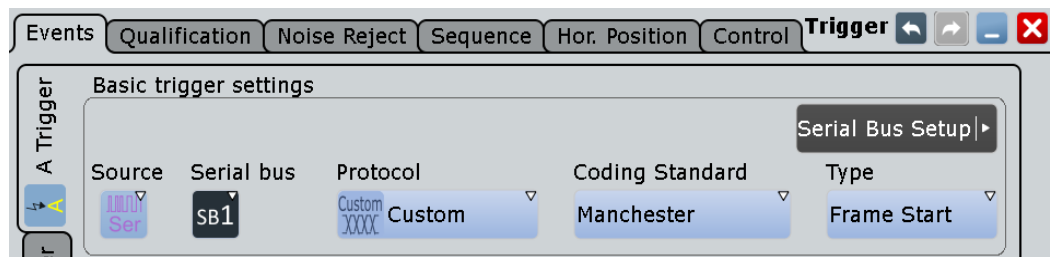 Events Qualification Noise Reject Sequence Hor. Position Control Trigger
A Trigger
Basic trigger settings
Serial Bus Setup
Source Serial bus Protocol Coding Standard Type
Ser SB1 Custom XXXX Custom Manchester Frame Start
A